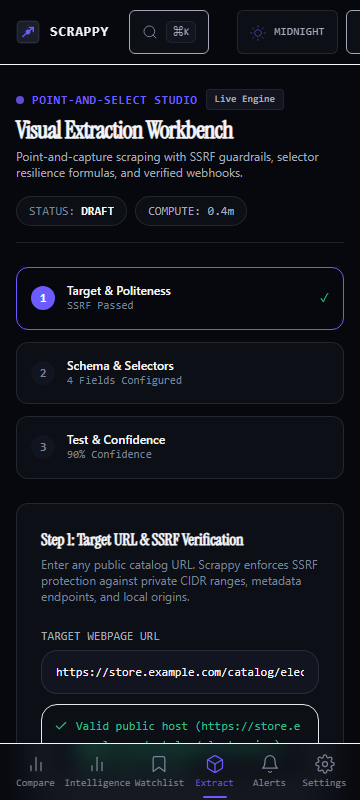 SCRAPPY
⌘K
MIDNIGHT
POINT-AND-SELECT STUDIO
Live Engine
Visual Extraction Workbench
Point-and-capture scraping with SSRF guardrails, selector
resilience formulas, and verified webhooks.
STATUS: DRAFT
COMPUTE: 0.4m
1
Target & Politeness
SSRF Passed
✓
2
Schema & Selectors
4 Fields Configured
3
Test & Confidence
90% Confidence
Step 1: Target URL & SSRF Verification
Enter any public catalog URL. Scrappy enforces SSRF
protection against private CIDR ranges, metadata
endpoints, and local origins.
TARGET WEBPAGE URL
https://store.example.com/catalog/elec
✓ Valid public host (https://store.e
Compare
Intelligence
Watchlist
Extract
Alerts
Settings